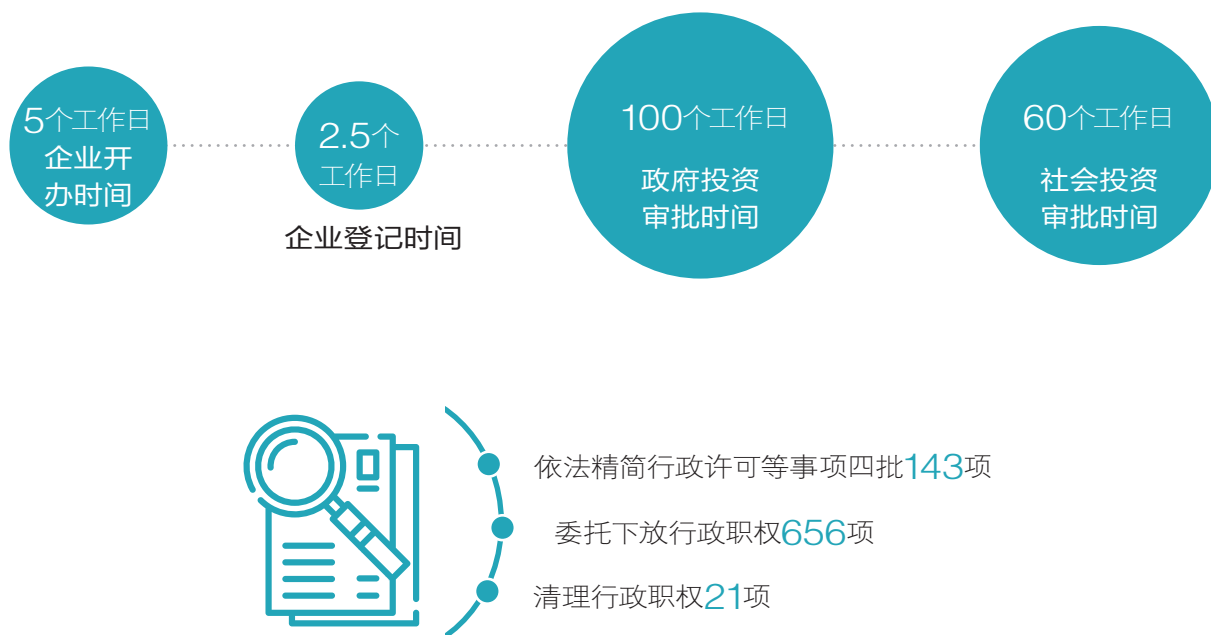 5个工作日
企业开
办时间
2.5个
工作日
企业登记时间
100个工作日
政府投资
审批时间
60个工作日
社会投资
审批时间
依法精简行政许可等事项四批143项
委托下放行政职权656项
清理行政职权21项